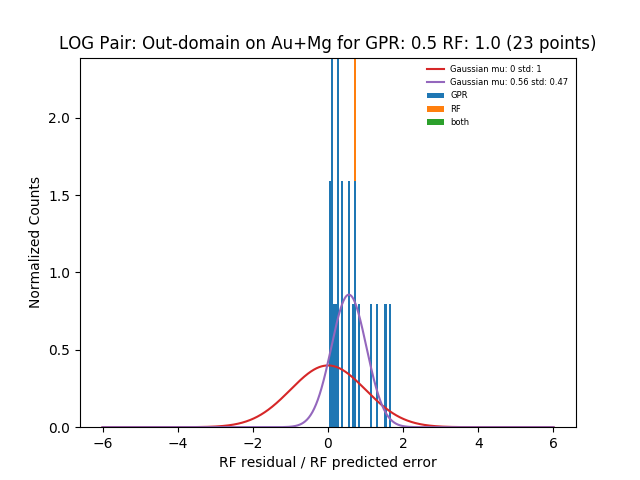 LOG Pair: Out-domain on Au+Mg for GPR: 0.5 RF: 1.0 (23 points)
Gaussian mu: 0 std: 1
Gaussian mu: 0.56 std: 0.47
GPR
RF
both
Normalized Counts
2.0
1.5
1.0
0.5
0.0
−6 −4 −2 0 2 4 6
RF residual / RF predicted error